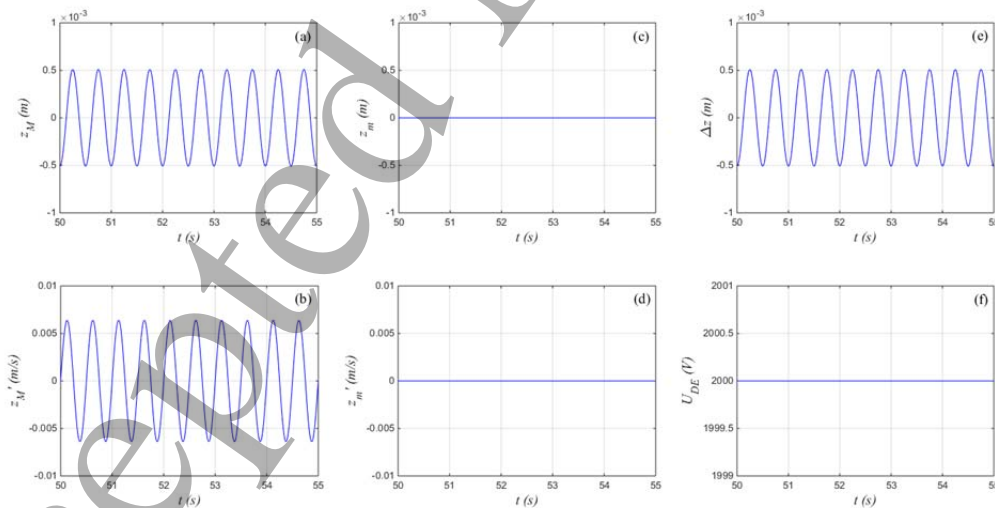 × 10⁻³
(a)
1
0.5
0
-0.5
-1
z_M (m)
50 51 52 53 54 55
t (s)
× 10⁻³
(c)
1
0.5
0
-0.5
-1
z_m (m)
50 51 52 53 54 55
t (s)
× 10⁻³
(e)
1
0.5
0
-0.5
-1
Δz (m)
50 51 52 53 54 55
t (s)
(b)
0.01
0.005
0
-0.005
-0.01
z_M' (m/s)
50 51 52 53 54 55
t (s)
(d)
0.01
0.005
0
-0.005
-0.01
z_m' (m/s)
50 51 52 53 54 55
t (s)
(f)
2001
2000.5
2000
1999.5
1999
U_DE (V)
50 51 52 53 54 55
t (s)
epted